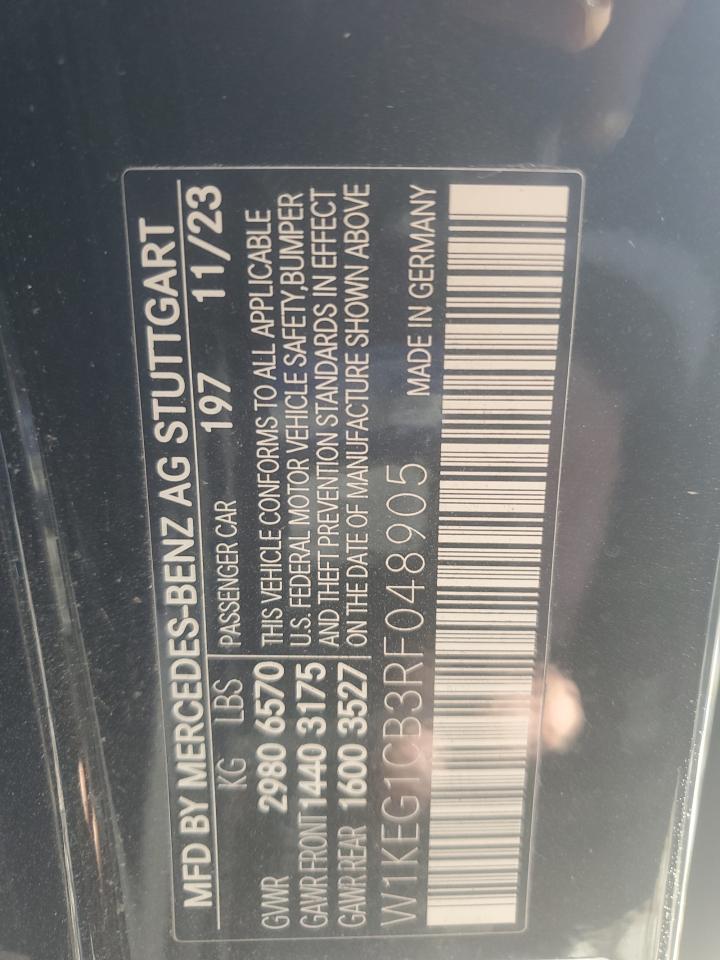 MFD BY MERCEDES-BENZ AG STUTTGART
197 11/23
KG LBS PASSENGER CAR
GVWR 2980 6570
GAWR FRONT 1440 3175
GAWR REAR 1600 3527
THIS VEHICLE CONFORMS TO ALL APPLICABLE
U.S. FEDERAL MOTOR VEHICLE SAFETY,BUMPER
AND THEFT PREVENTION STANDARDS IN EFFECT
ON THE DATE OF MANUFACTURE SHOWN ABOVE
W1KEG1CB3RF048905 MADE IN GERMANY